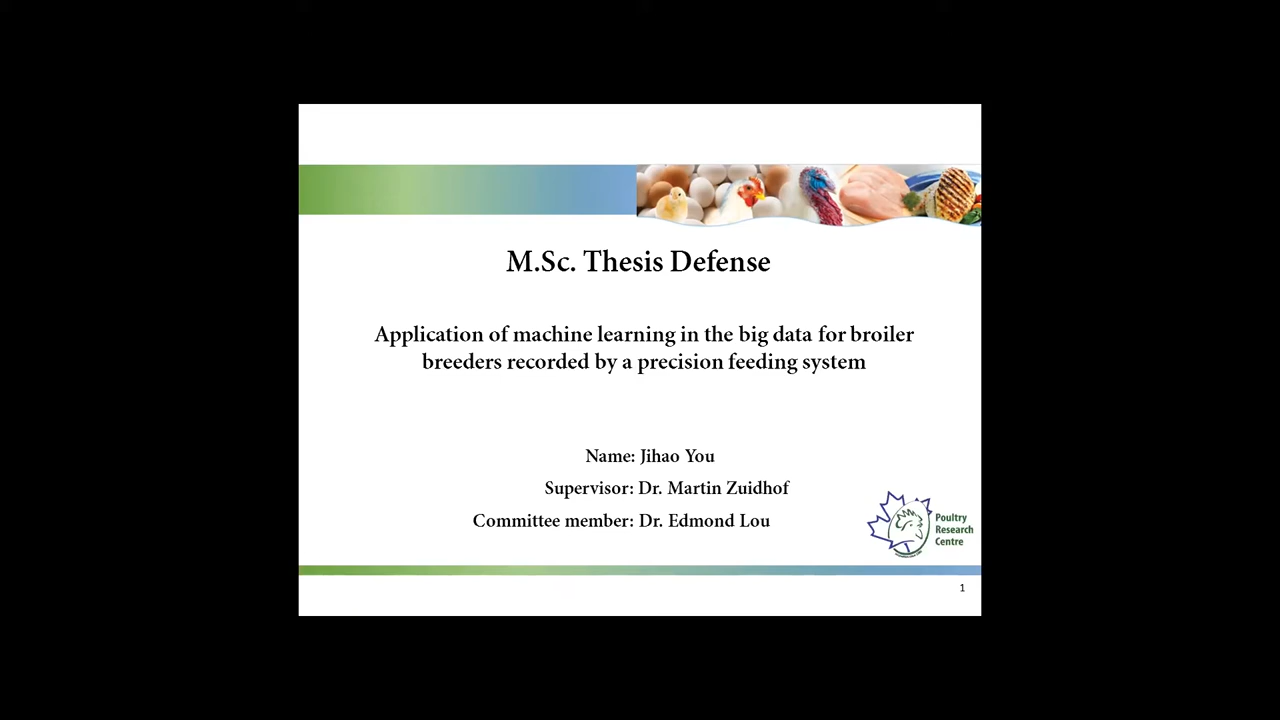 M.Sc. Thesis Defense
Application of machine learning in the big data for broiler
breeders recorded by a precision feeding system
Name: Jihao You
Supervisor: Dr. Martin Zuidhof
Committee member: Dr. Edmond Lou
Poultry
Research
Centre
1